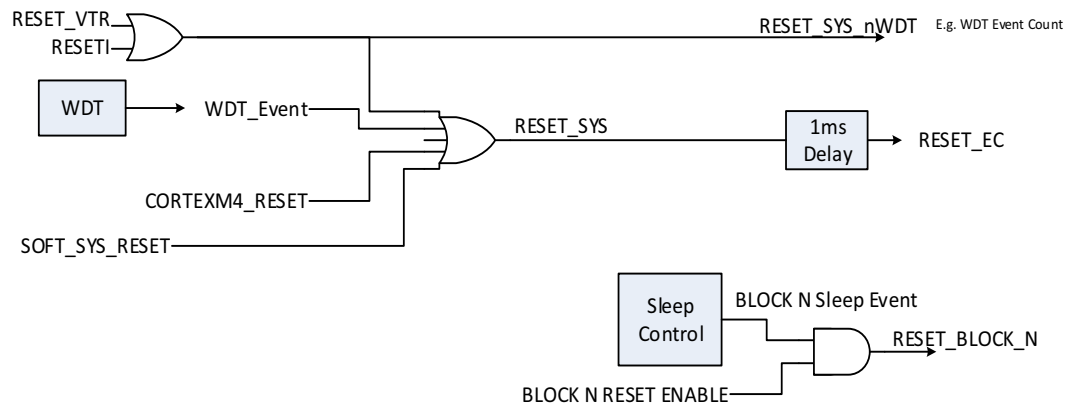 RESET_VTR
RESETI
RESET_SYS_nWDT
E.g. WDT Event Count
WDT
WDT_Event
RESET_SYS
1ms
Delay
RESET_EC
CORTEXM4_RESET
SOFT_SYS_RESET
Sleep
Control
BLOCK N Sleep Event
RESET_BLOCK_N
BLOCK N RESET ENABLE